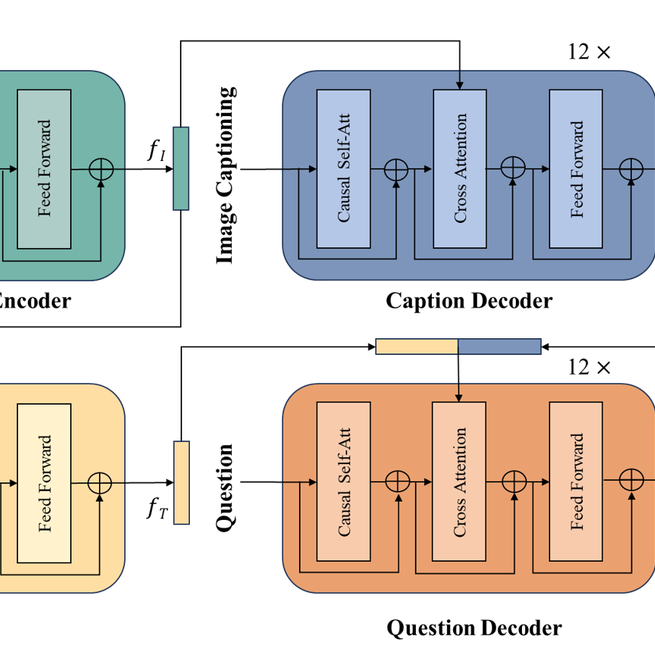 12 ×
Feed Forward
f_I
Image Captioning
Causal Self-Att
Cross Attention
Feed Forward
Encoder
Caption Decoder
12 ×
Feed Forward
f_T
Question
Causal Self-Att
Cross Attention
Feed Forward
Question Decoder